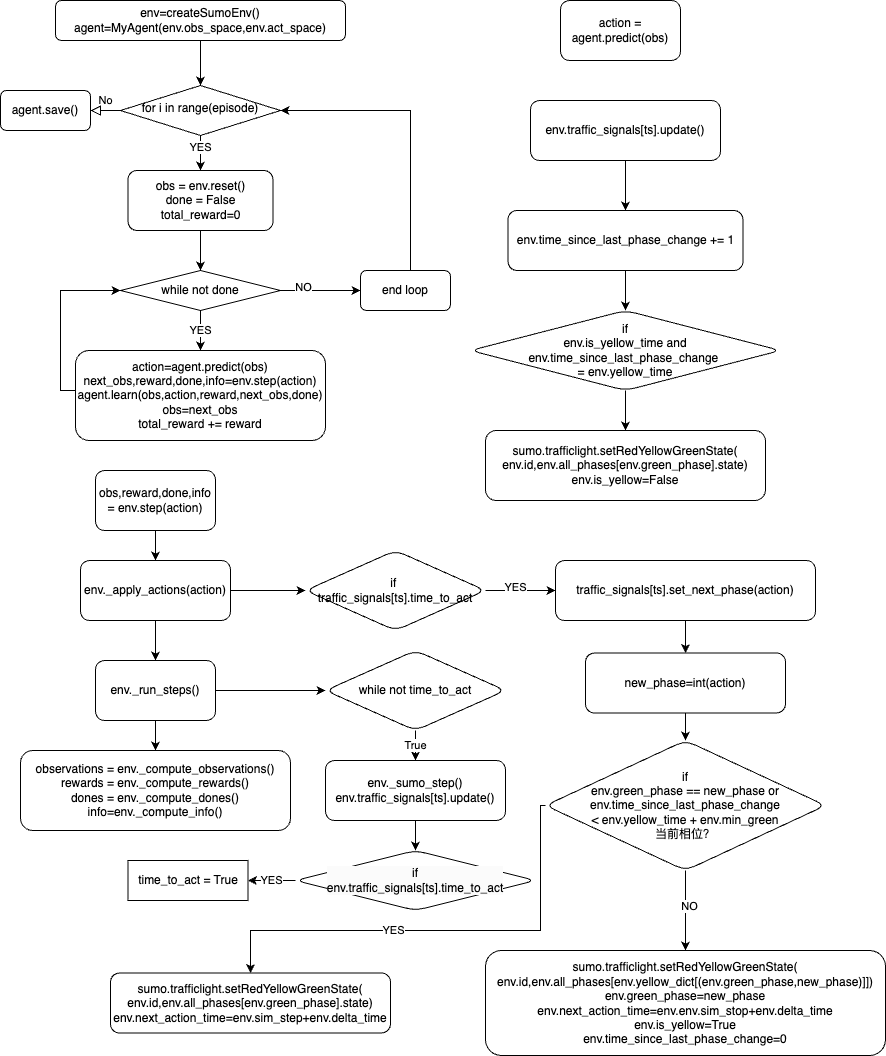 env=createSumoEnv()
agent=MyAgent(env.obs_space,env.act_space)
for i in range(episode)
No
agent.save()
YES
obs = env.reset()
done = False
total_reward=0
while not done
NO
end loop
YES
action=agent.predict(obs)
next_obs,reward,done,info=env.step(action)
agent.learn(obs,action,reward,next_obs,done)
obs=next_obs
total_reward += reward
action =
agent.predict(obs)
env.traffic_signals[ts].update()
env.time_since_last_phase_change += 1
if
env.is_yellow_time and
env.time_since_last_phase_change
= env.yellow_time
sumo.trafficlight.setRedYellowGreenState(
env.id,env.all_phases[env.green_phase].state)
env.is_yellow=False
obs,reward,done,info
= env.step(action)
env._apply_actions(action)
if
traffic_signals[ts].time_to_act
YES
traffic_signals[ts].set_next_phase(action)
env._run_steps()
while not time_to_act
new_phase=int(action)
True
observations = env._compute_observations()
rewards = env._compute_rewards()
dones = env._compute_dones()
info=env._compute_info()
env._sumo_step()
env.traffic_signals[ts].update()
if
env.green_phase == new_phase or
env.time_since_last_phase_change
< env.yellow_time + env.min_green
当前相位?
if
env.traffic_signals[ts].time_to_act
YES
time_to_act = True
YES
NO
sumo.trafficlight.setRedYellowGreenState(
env.id,env.all_phases[env.green_phase].state)
env.next_action_time=env.sim_step+env.delta_time
sumo.trafficlight.setRedYellowGreenState(
env.id,env.all_phases[env.yellow_dict[(env.green_phase,new_phase)]])
env.green_phase=new_phase
env.next_action_time=env.env.sim_stop+env.delta_time
env.is_yellow=True
env.time_since_last_phase_change=0